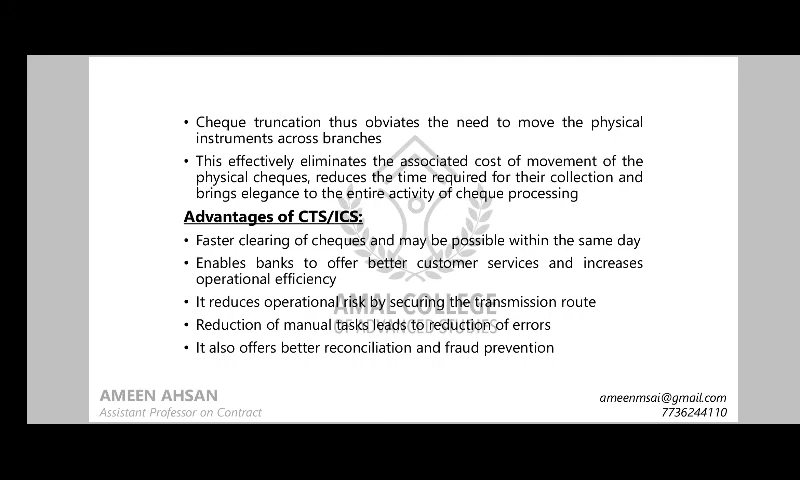 • Cheque truncation thus obviates the need to move the physical
instruments across branches
• This effectively eliminates the associated cost of movement of the
physical cheques, reduces the time required for their collection and
brings elegance to the entire activity of cheque processing
Advantages of CTS/ICS:
• Faster clearing of cheques and may be possible within the same day
• Enables banks to offer better customer services and increases
operational efficiency
• It reduces operational risk by securing the transmission route
AMAL COLLEGE
OF ADVANCED STUDIES
• Reduction of manual tasks leads to reduction of errors
• It also offers better reconciliation and fraud prevention
AMEEN AHSAN
Assistant Professor on Contract
ameenmsai@gmail.com
7736244110